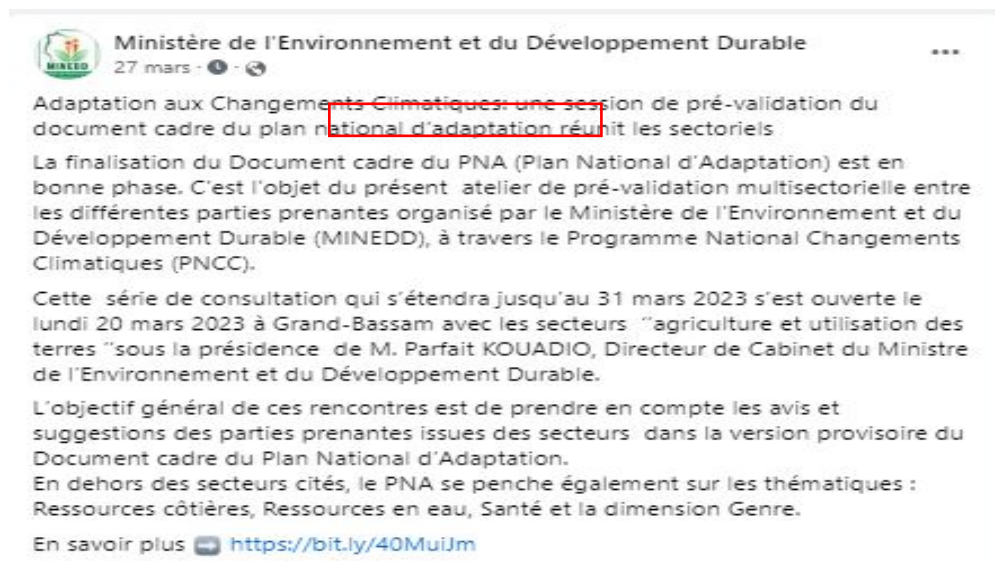 Ministère de l'Environnement et du Développement Durable
MINEDD
27 mars ·
Adaptation aux Changements Climatiques: une session de pré-validation du
document cadre du plan national d'adaptation réunit les sectoriels
La finalisation du Document cadre du PNA (Plan National d'Adaptation) est en
bonne phase. C'est l'objet du présent atelier de pré-validation multisectorielle entre
les différentes parties prenantes organisé par le Ministère de l'Environnement et du
Développement Durable (MINEDD), à travers le Programme National Changements
Climatiques (PNCC).
Cette série de consultation qui s'étendra jusqu'au 31 mars 2023 s'est ouverte le
lundi 20 mars 2023 à Grand-Bassam avec les secteurs ‘‘agriculture et utilisation des
terres ‘‘sous la présidence de M. Parfait KOUADIO, Directeur de Cabinet du Ministre
de l'Environnement et du Développement Durable.
L'objectif général de ces rencontres est de prendre en compte les avis et
suggestions des parties prenantes issues des secteurs dans la version provisoire du
Document cadre du Plan National d'Adaptation.
En dehors des secteurs cités, le PNA se penche également sur les thématiques :
Ressources côtières, Ressources en eau, Santé et la dimension Genre.
En savoir plus ➡ https://bit.ly/40MuiJm